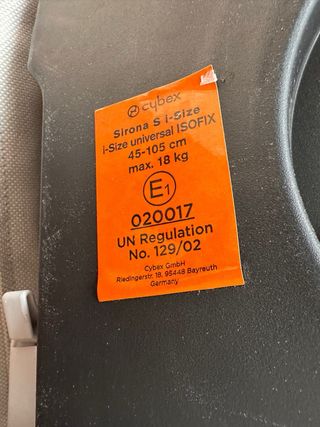 cybex
Sirona S i-Size
i-Size universal ISOFIX
45-105 cm
max. 18 kg
E1
020017
UN Regulation
No. 129/02
Cybex GmbH
Riedingerstr. 18, 95448 Bayreuth
Germany